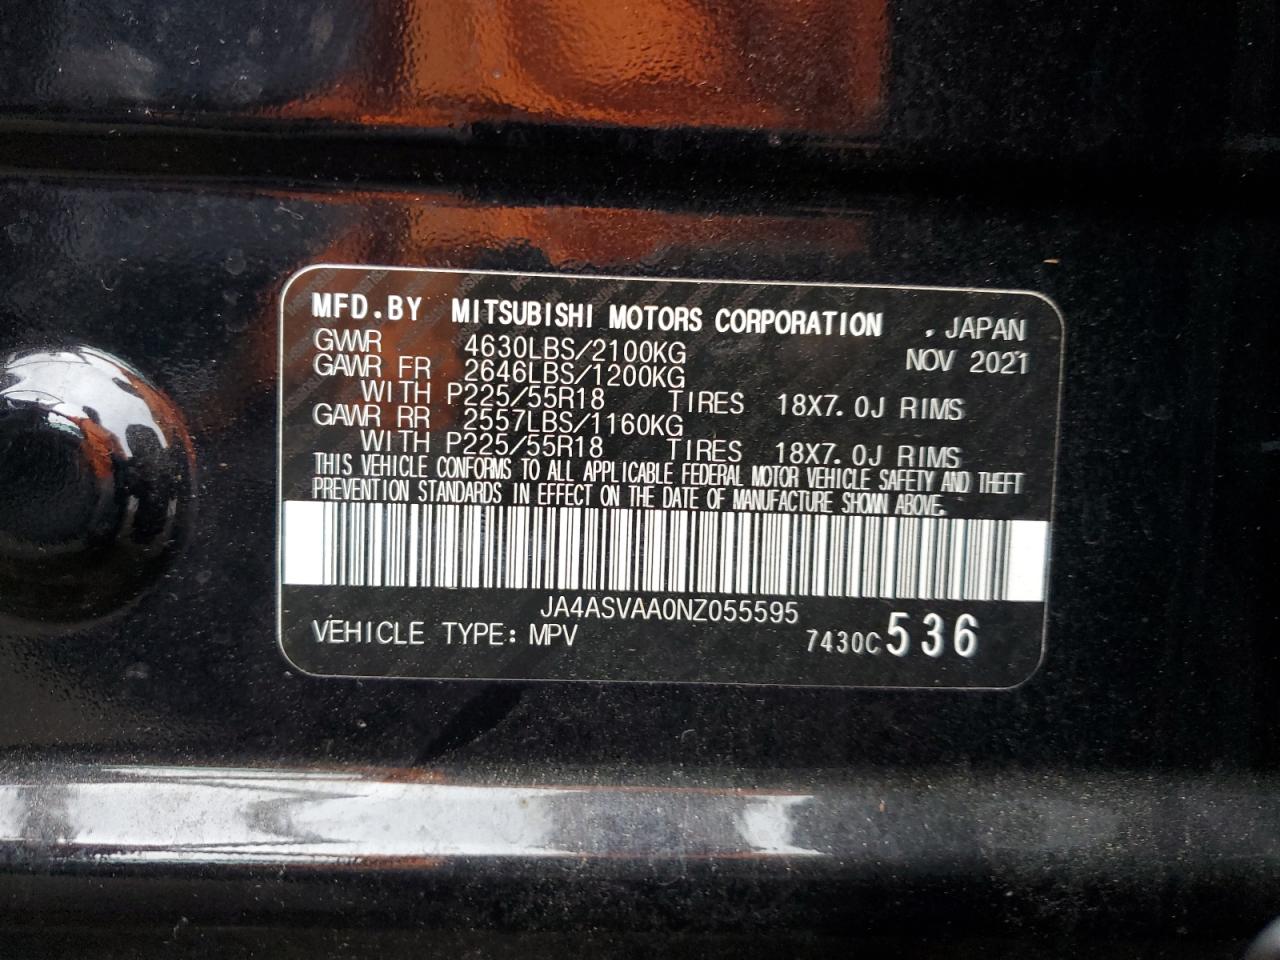 MFD.BY MITSUBISHI MOTORS CORPORATION , JAPAN
GVWR 4630LBS/2100KG NOV 2021
GAWR FR 2646LBS/1200KG
WITH P225/55R18 TIRES 18X7.0J RIMS
GAWR RR 2557LBS/1160KG
WITH P225/55R18 TIRES 18X7.0J RIMS
THIS VEHICLE CONFORMS TO ALL APPLICABLE FEDERAL MOTOR VEHICLE SAFETY AND THEFT
PREVENTION STANDARDS IN EFFECT ON THE DATE OF MANUFACTURE SHOWN ABOVE.
JA4ASVAA0NZ055595
VEHICLE TYPE: MPV 7430C 536